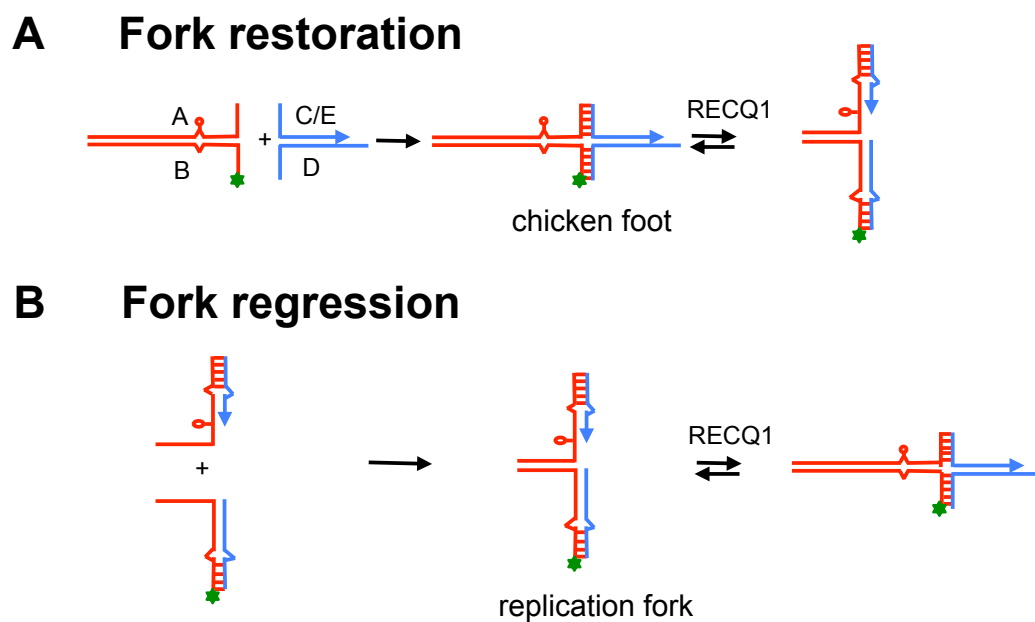 A Fork restoration
A
+
C/E
B
D
RECQ1
chicken foot
B Fork regression
+
RECQ1
replication fork